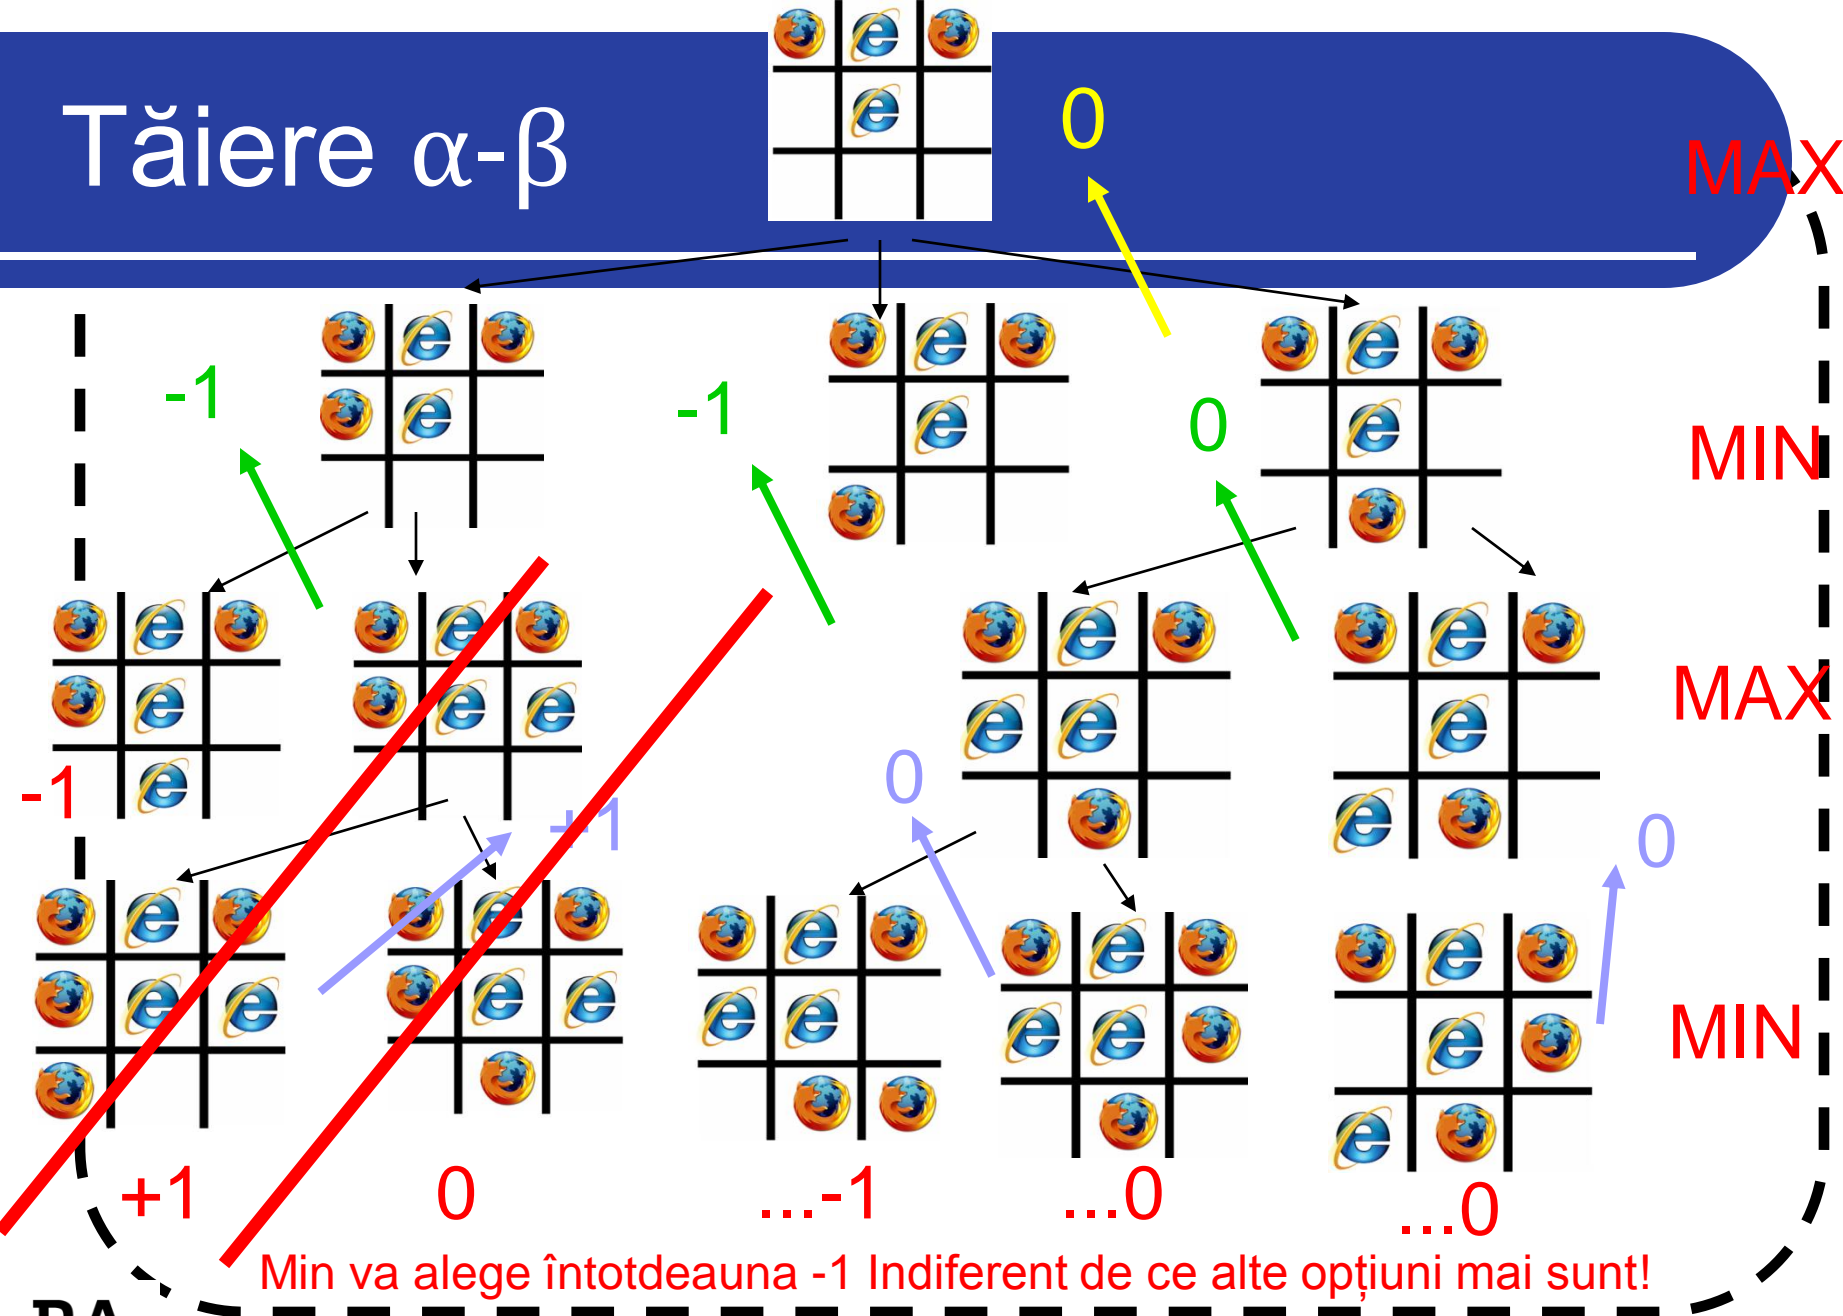 Tăiere α-β
0
MAX
-1
-1
0
MIN
MAX
-1
0
+1
0
MIN
+1
0
...-1
...0
...0
Min va alege întotdeauna -1 Indiferent de ce alte opțiuni mai sunt!